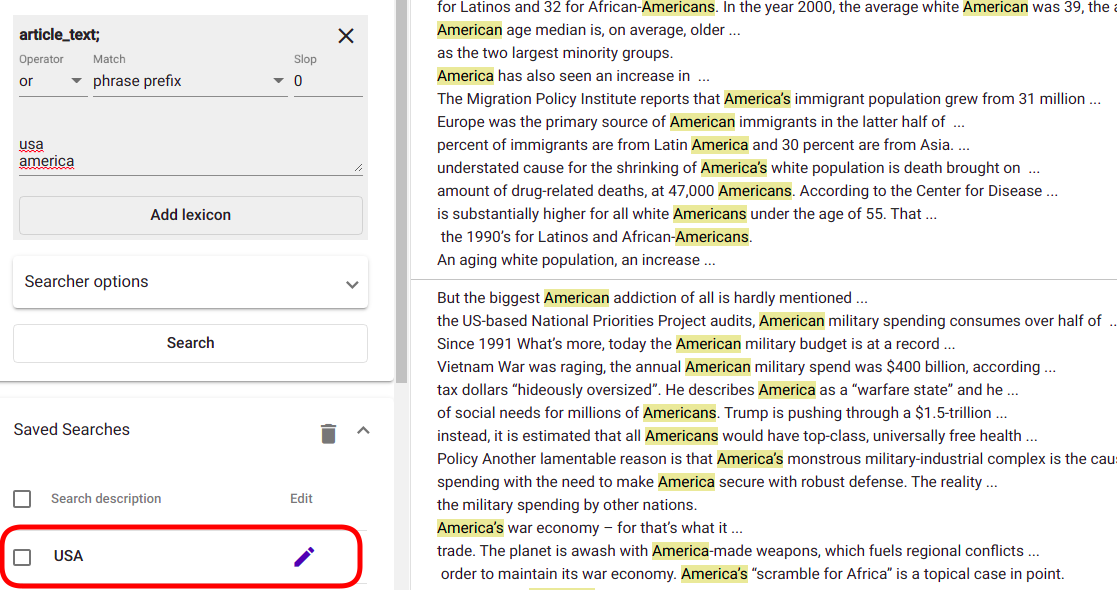 article_text;
Operator
Match
Slop
or
phrase prefix
0
usa
america
Add lexicon
Searcher options
Search
Saved Searches
Search description
Edit
USA
for Latinos and 32 for African-Americans. In the year 2000, the average white American was 39, the
American age median is, on average, older ...
as the two largest minority groups.
America has also seen an increase in ...
The Migration Policy Institute reports that America’s immigrant population grew from 31 million ...
Europe was the primary source of American immigrants in the latter half of ...
percent of immigrants are from Latin America and 30 percent are from Asia. ...
understated cause for the shrinking of America’s white population is death brought on ...
amount of drug-related deaths, at 47,000 Americans. According to the Center for Disease ...
is substantially higher for all white Americans under the age of 55. That ...
the 1990’s for Latinos and African-Americans.
An aging white population, an increase ...
But the biggest American addiction of all is hardly mentioned ...
the US-based National Priorities Project audits, American military spending consumes over half of ..
Since 1991 What’s more, today the American military budget is at a record ...
Vietnam War was raging, the annual American military spend was $400 billion, according ...
tax dollars “hideously oversized”. He describes America as a “warfare state” and he ...
of social needs for millions of Americans. Trump is pushing through a $1.5-trillion ...
instead, it is estimated that all Americans would have top-class, universally free health ...
Policy Another lamentable reason is that America’s monstrous military-industrial complex is the
spending with the need to make America secure with robust defense. The reality ...
the military spending by other nations.
America’s war economy – for that’s what it ...
trade. The planet is awash with America-made weapons, which fuels regional conflicts ...
order to maintain its war economy. America’s “scramble for Africa” is a topical case in point.